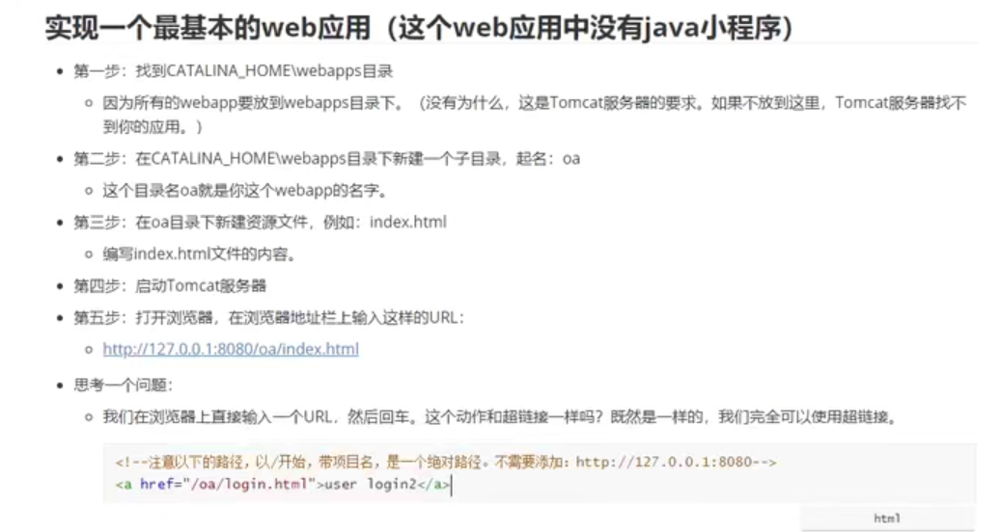 实现一个最基本的web应用（这个web应用中没有java小程序）
第一步：找到CATALINA_HOME\webapps目录
因为所有的webapp要放到webapps目录下。（没有为什么，这是Tomcat服务器的要求。如果不放到这里，Tomcat服务器找不
到你的应用。）
第二步：在CATALINA_HOME\webapps目录下新建一个子目录，起名：oa
这个目录名oa就是你这个webapp的名字。
第三步：在oa目录下新建资源文件，例如：index.html
编写index.html文件的内容。
第四步：启动Tomcat服务器
第五步：打开浏览器，在浏览器地址栏上输入这样的URL：
http://127.0.0.1:8080/oa/index.html
思考一个问题：
我们在浏览器上直接输入一个URL，然后回车。这个动作和超链接一样吗？既然是一样的，我们完全可以使用超链接。
<!--注意以下的路径，以/开始，带项目名，是一个绝对路径。不需要添加：http://127.0.0.1:8080-->
<a href="/oa/login.html">user login2</a>
html